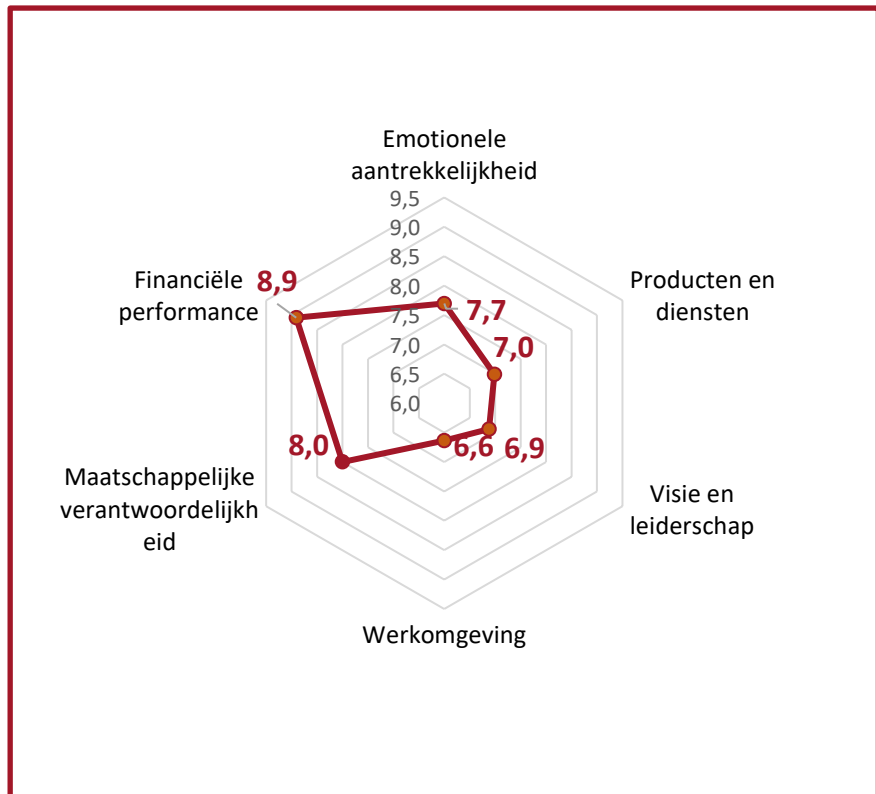 Emotionele
aantrekkelijkheid
9,5
9,0
8,5
8,0
7,5
7,0
6,5
6,0
7,7
Producten en
diensten
7,0
Visie en
leiderschap
6,9
Werkomgeving
6,6
Maatschappelijke
verantwoordelijkh
eid
8,0
Financiële
performance
8,9